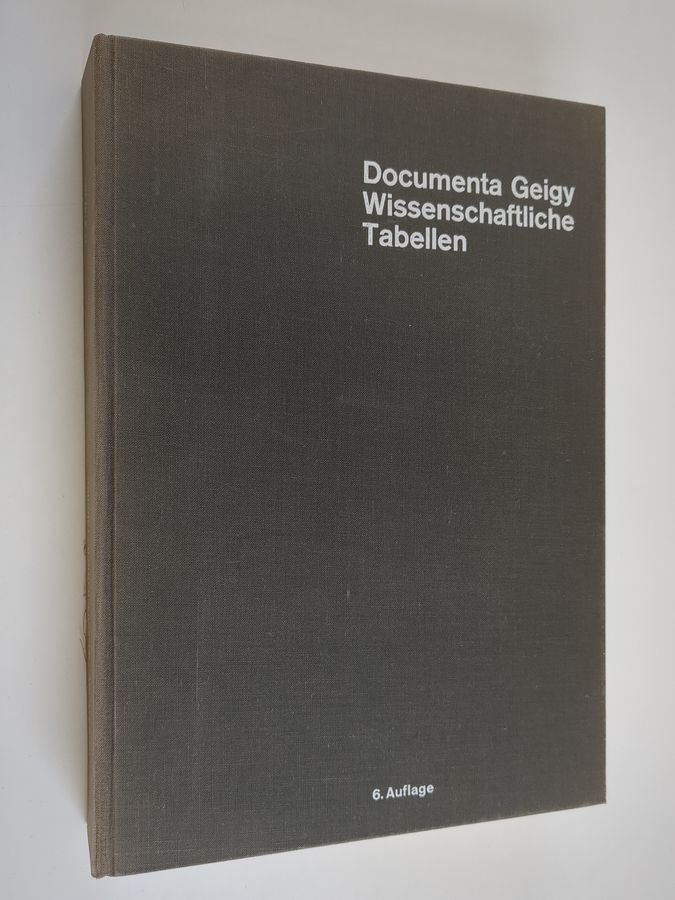 Documenta Geigy
Wissenschaftliche
Tabellen
6. Auflage